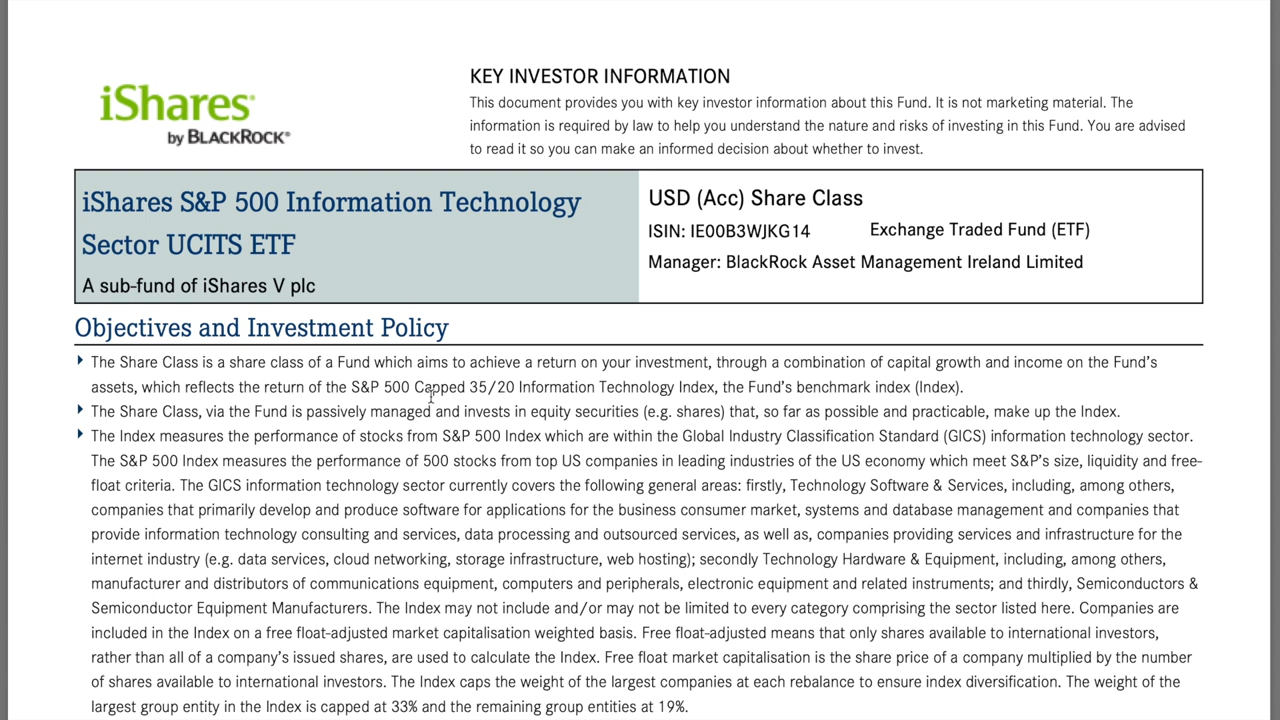 iShares®
by BLACKROCK®
KEY INVESTOR INFORMATION
This document provides you with key investor information about this Fund. It is not marketing material. The
information is required by law to help you understand the nature and risks of investing in this Fund. You are advised
to read it so you can make an informed decision about whether to invest.
iShares S&P 500 Information Technology
Sector UCITS ETF
A sub-fund of iShares V plc
USD (Acc) Share Class
ISIN: IE00B3WJKG14 Exchange Traded Fund (ETF)
Manager: BlackRock Asset Management Ireland Limited
Objectives and Investment Policy
The Share Class is a share class of a Fund which aims to achieve a return on your investment, through a combination of capital growth and income on the Fund's
assets, which reflects the return of the S&P 500 Capped 35/20 Information Technology Index, the Fund's benchmark index (Index).
The Share Class, via the Fund is passively managed and invests in equity securities (e.g. shares) that, so far as possible and practicable, make up the Index.
The Index measures the performance of stocks from S&P 500 Index which are within the Global Industry Classification Standard (GICS) information technology sector.
The S&P 500 Index measures the performance of 500 stocks from top US companies in leading industries of the US economy which meet S&P's size, liquidity and free-
float criteria. The GICS information technology sector currently covers the following general areas: firstly, Technology Software & Services, including, among others,
companies that primarily develop and produce software for applications for the business consumer market, systems and database management and companies that
provide information technology consulting and services, data processing and outsourced services, as well as, companies providing services and infrastructure for the
internet industry (e.g. data services, cloud networking, storage infrastructure, web hosting); secondly Technology Hardware & Equipment, including, among others,
manufacturer and distributors of communications equipment, computers and peripherals, electronic equipment and related instruments; and thirdly, Semiconductors &
Semiconductor Equipment Manufacturers. The Index may not include and/or may not be limited to every category comprising the sector listed here. Companies are
included in the Index on a free float-adjusted market capitalisation weighted basis. Free float-adjusted means that only shares available to international investors,
rather than all of a company's issued shares, are used to calculate the Index. Free float market capitalisation is the share price of a company multiplied by the number
of shares available to international investors. The Index caps the weight of the largest companies at each rebalance to ensure index diversification. The weight of the
largest group entity in the Index is capped at 33% and the remaining group entities at 19%.